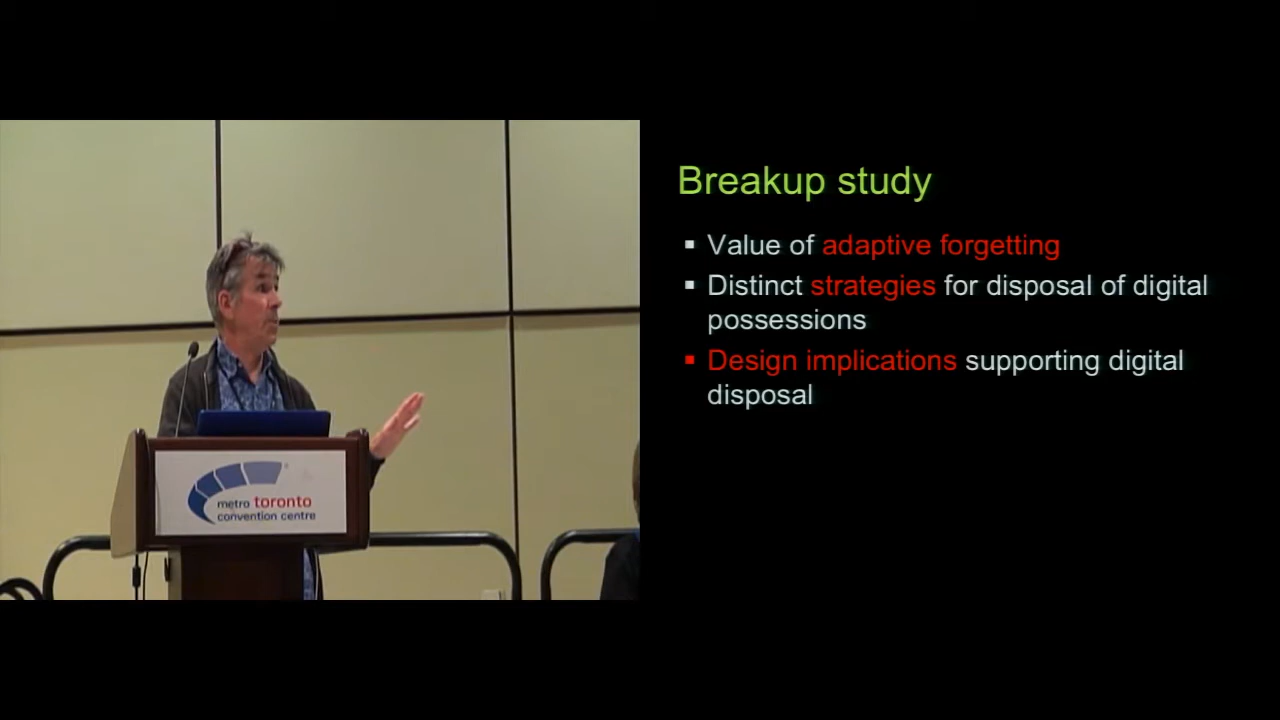 Breakup study
Value of adaptive forgetting
Distinct strategies for disposal of digital
possessions
Design implications supporting digital
disposal
metro toronto
convention centre